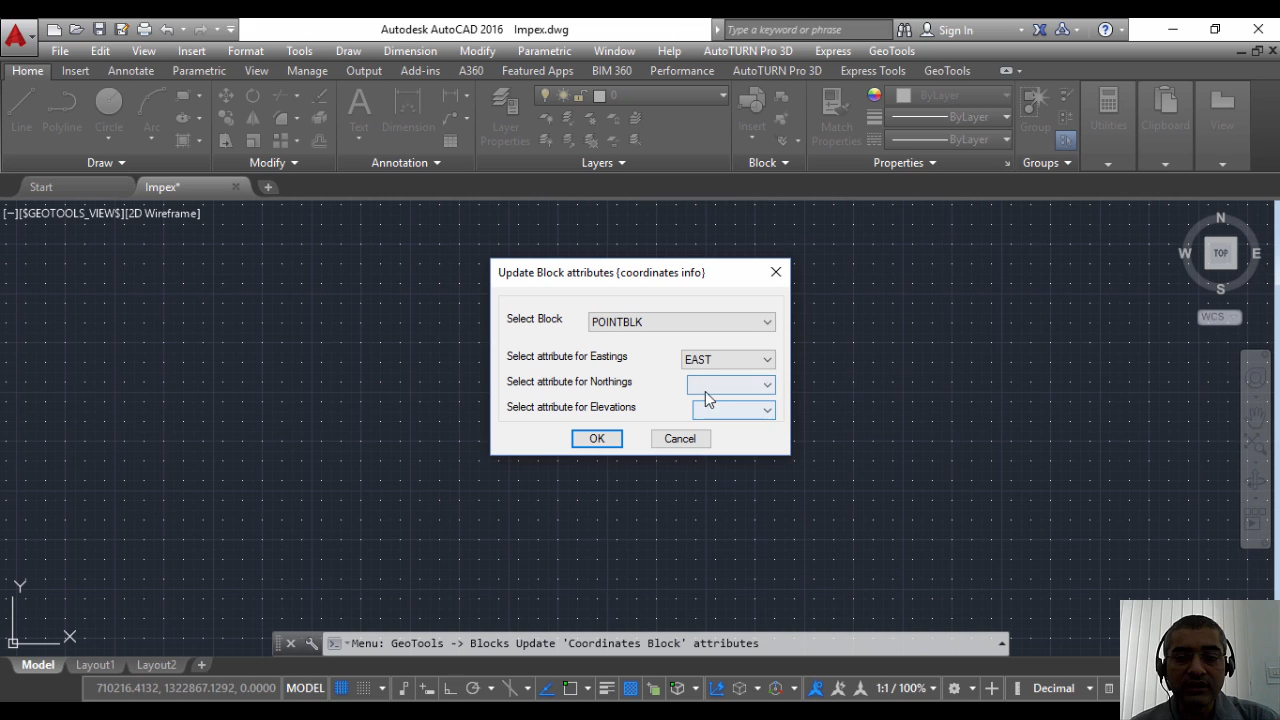 Autodesk AutoCAD 2016 Impex.dwg
Type a keyword or phrase
Sign In
File Edit View Insert Format Tools Draw Dimension Modify Parametric Window Help AutoTURN Pro 3D Express GeoTools
Home Insert Annotate Parametric View Manage Output Add-ins A360 Featured Apps BIM 360 Performance AutoTURN Pro 3D Express Tools GeoTools
Line Polyline Circle Arc Text Dimension Layer Properties 0 Insert Match Properties ByLayer ByLayer ByLayer Group Utilities Clipboard View
Draw Modify Annotation Layers Block Properties Groups
Start Impex*
[−][$GEOTOOLS_VIEW$][2D Wireframe]
N
W TOP E
S
WCS
Update Block attributes {coordinates info}
Select Block POINTBLK
Select attribute for Eastings EAST
Select attribute for Northings
Select attribute for Elevations
OK Cancel
Y
X
Menu: GeoTools -> Blocks Update 'Coordinates Block' attributes
Model Layout1 Layout2
710216.4132, 1322867.1292, 0.0000 MODEL 1:1 / 100% Decimal